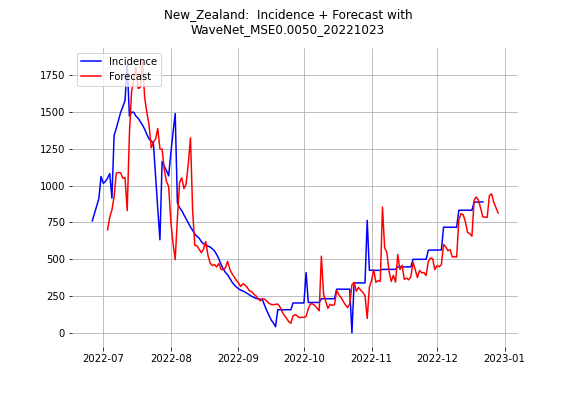 New_Zealand:  Incidence + Forecast with
WaveNet_MSE0.0050_20221023
Incidence
Forecast
1750
1500
1250
1000
750
500
250
0
2022-07 2022-08 2022-09 2022-10 2022-11 2022-12 2023-01